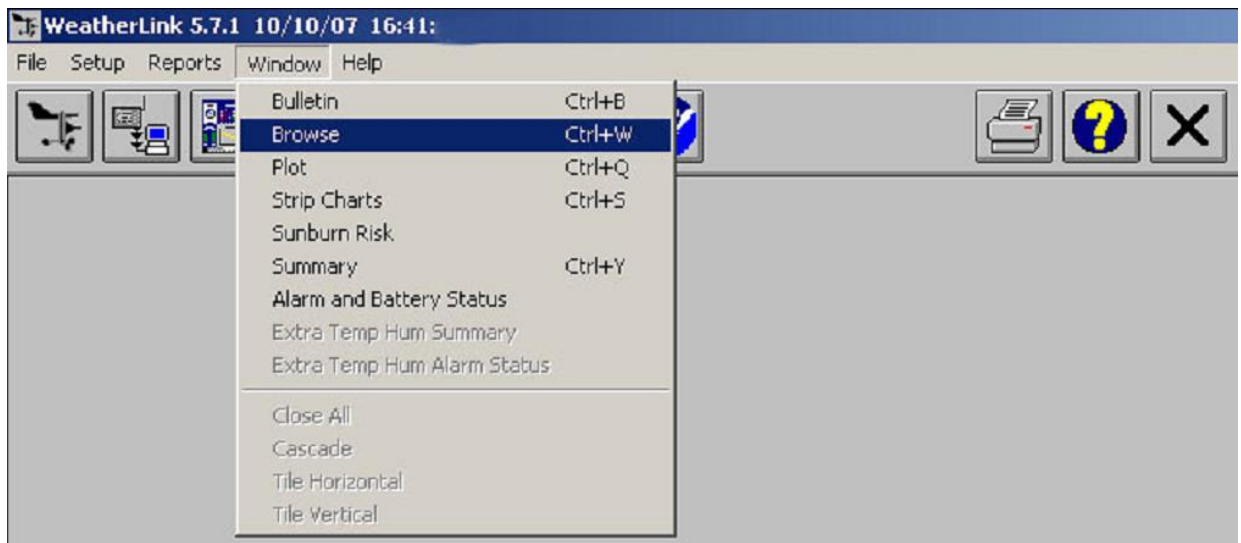 WeatherLink 5.7.1 10/10/07 16:41:
File Setup Reports Window Help
Bulletin Ctrl+B
Browse Ctrl+W
Plot Ctrl+Q
Strip Charts Ctrl+S
Sunburn Risk
Summary Ctrl+Y
Alarm and Battery Status
Extra Temp Hum Summary
Extra Temp Hum Alarm Status
Close All
Cascade
Tile Horizontal
Tile Vertical